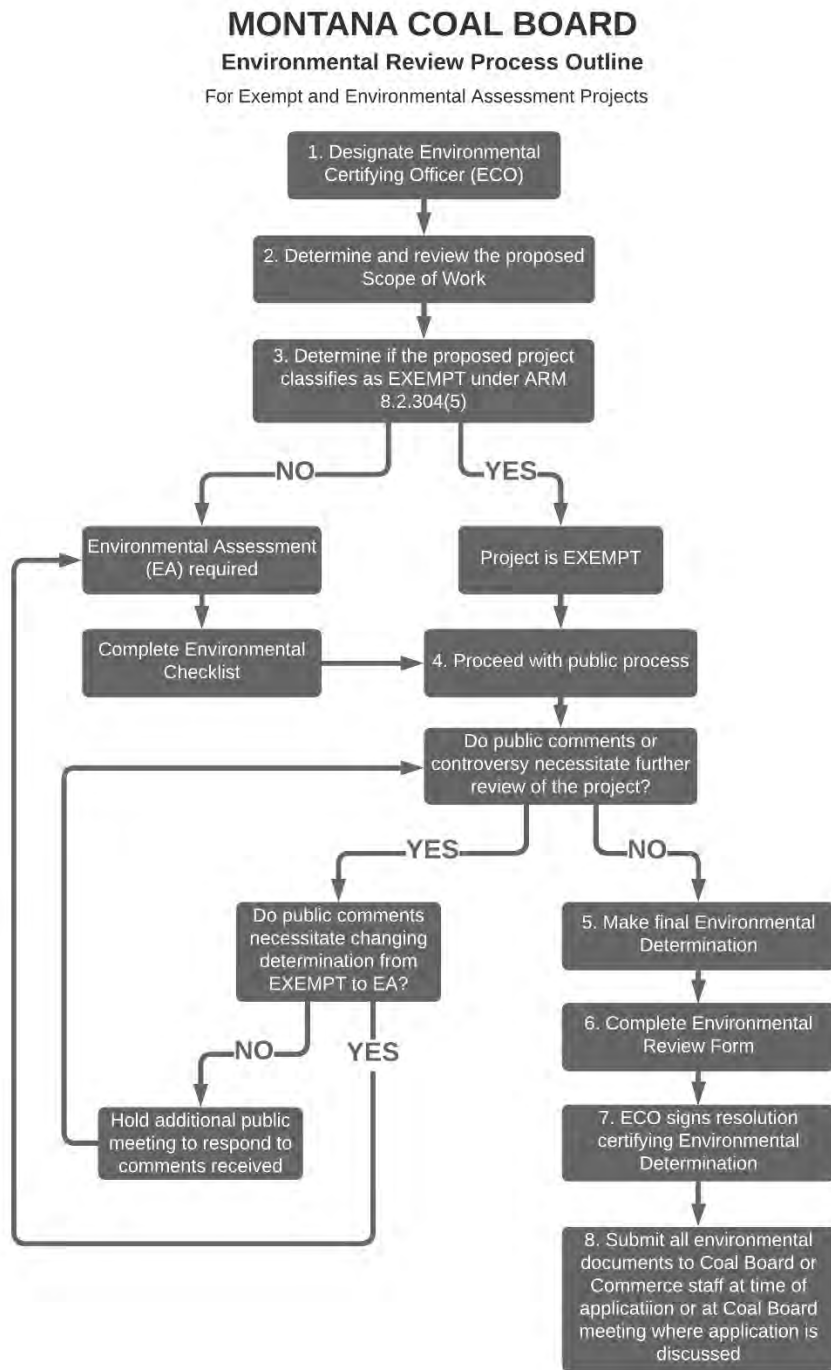 MONTANA COAL BOARD
Environmental Review Process Outline
For Exempt and Environmental Assessment Projects
1. Designate Environmental
Certifying Officer (ECO)
2. Determine and review the proposed
Scope of Work
3. Determine if the proposed project
classifies as EXEMPT under ARM
8.2.304(5)
NO
YES
Environmental Assessment
(EA) required
Project is EXEMPT
Complete Environmental
Checklist
4. Proceed with public process
Do public comments or
controversy necessitate further
review of the project?
YES
NO
Do public comments
necessitate changing
determination from
EXEMPT to EA?
5. Make final Environmental
Determination
NO
YES
6. Complete Environmental
Review Form
Hold additional public
meeting to respond to
comments received
7. ECO signs resolution
certifying Environmental
Determination
8. Submit all environmental
documents to Coal Board or
Commerce staff at time of
applicatiion or at Coal Board
meeting where application is
discussed